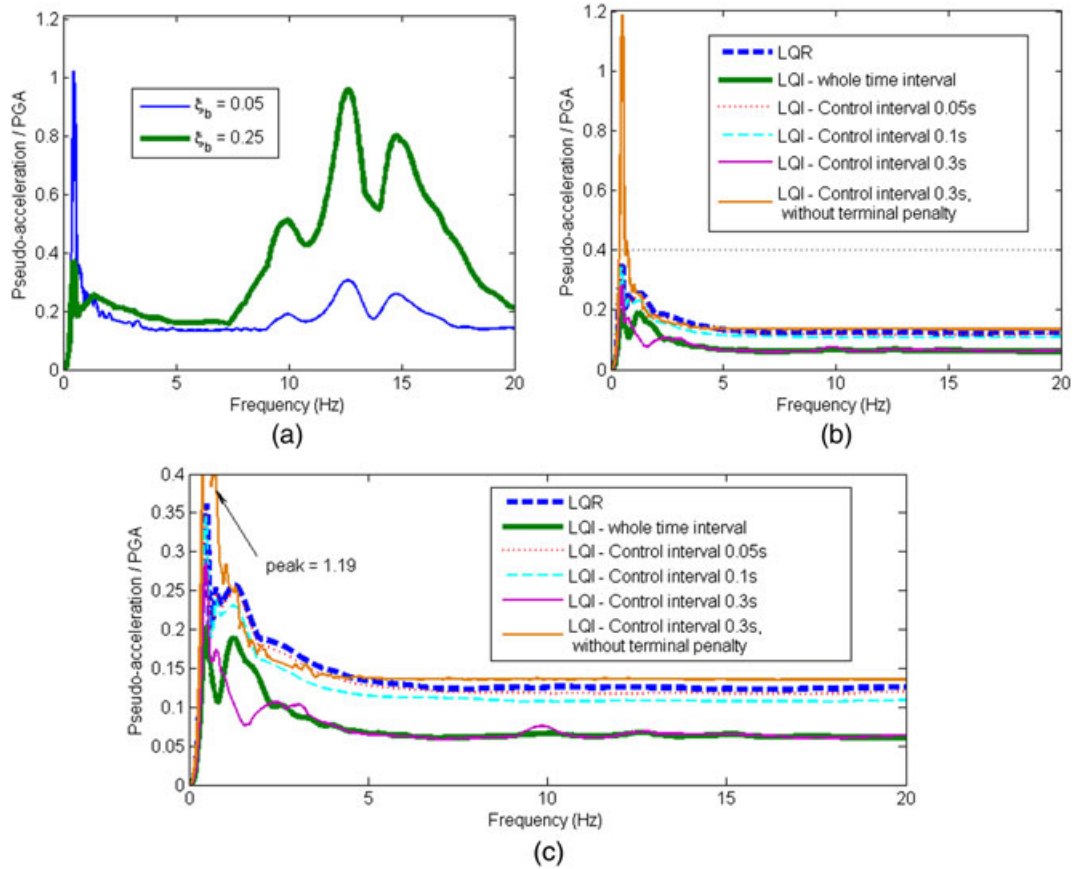 1.2
1
0.8
0.6
0.4
0.2
0
0
5
10
15
20
Pseudo-acceleration / PGA
Frequency (Hz)
ξb = 0.05
ξb = 0.25
(a)
1.2
1
0.8
0.6
0.4
0.2
0
0
5
10
15
20
Pseudo-acceleration / PGA
Frequency (Hz)
LQR
LQI - whole time interval
LQI - Control interval 0.05s
LQI - Control interval 0.1s
LQI - Control interval 0.3s
LQI - Control interval 0.3s,
without terminal penalty
(b)
0.4
0.35
0.3
0.25
0.2
0.15
0.1
0.05
0
0
5
10
15
20
Pseudo-acceleration / PGA
Frequency (Hz)
peak = 1.19
LQR
LQI - whole time interval
LQI - Control interval 0.05s
LQI - Control interval 0.1s
LQI - Control interval 0.3s
LQI - Control interval 0.3s,
without terminal penalty
(c)